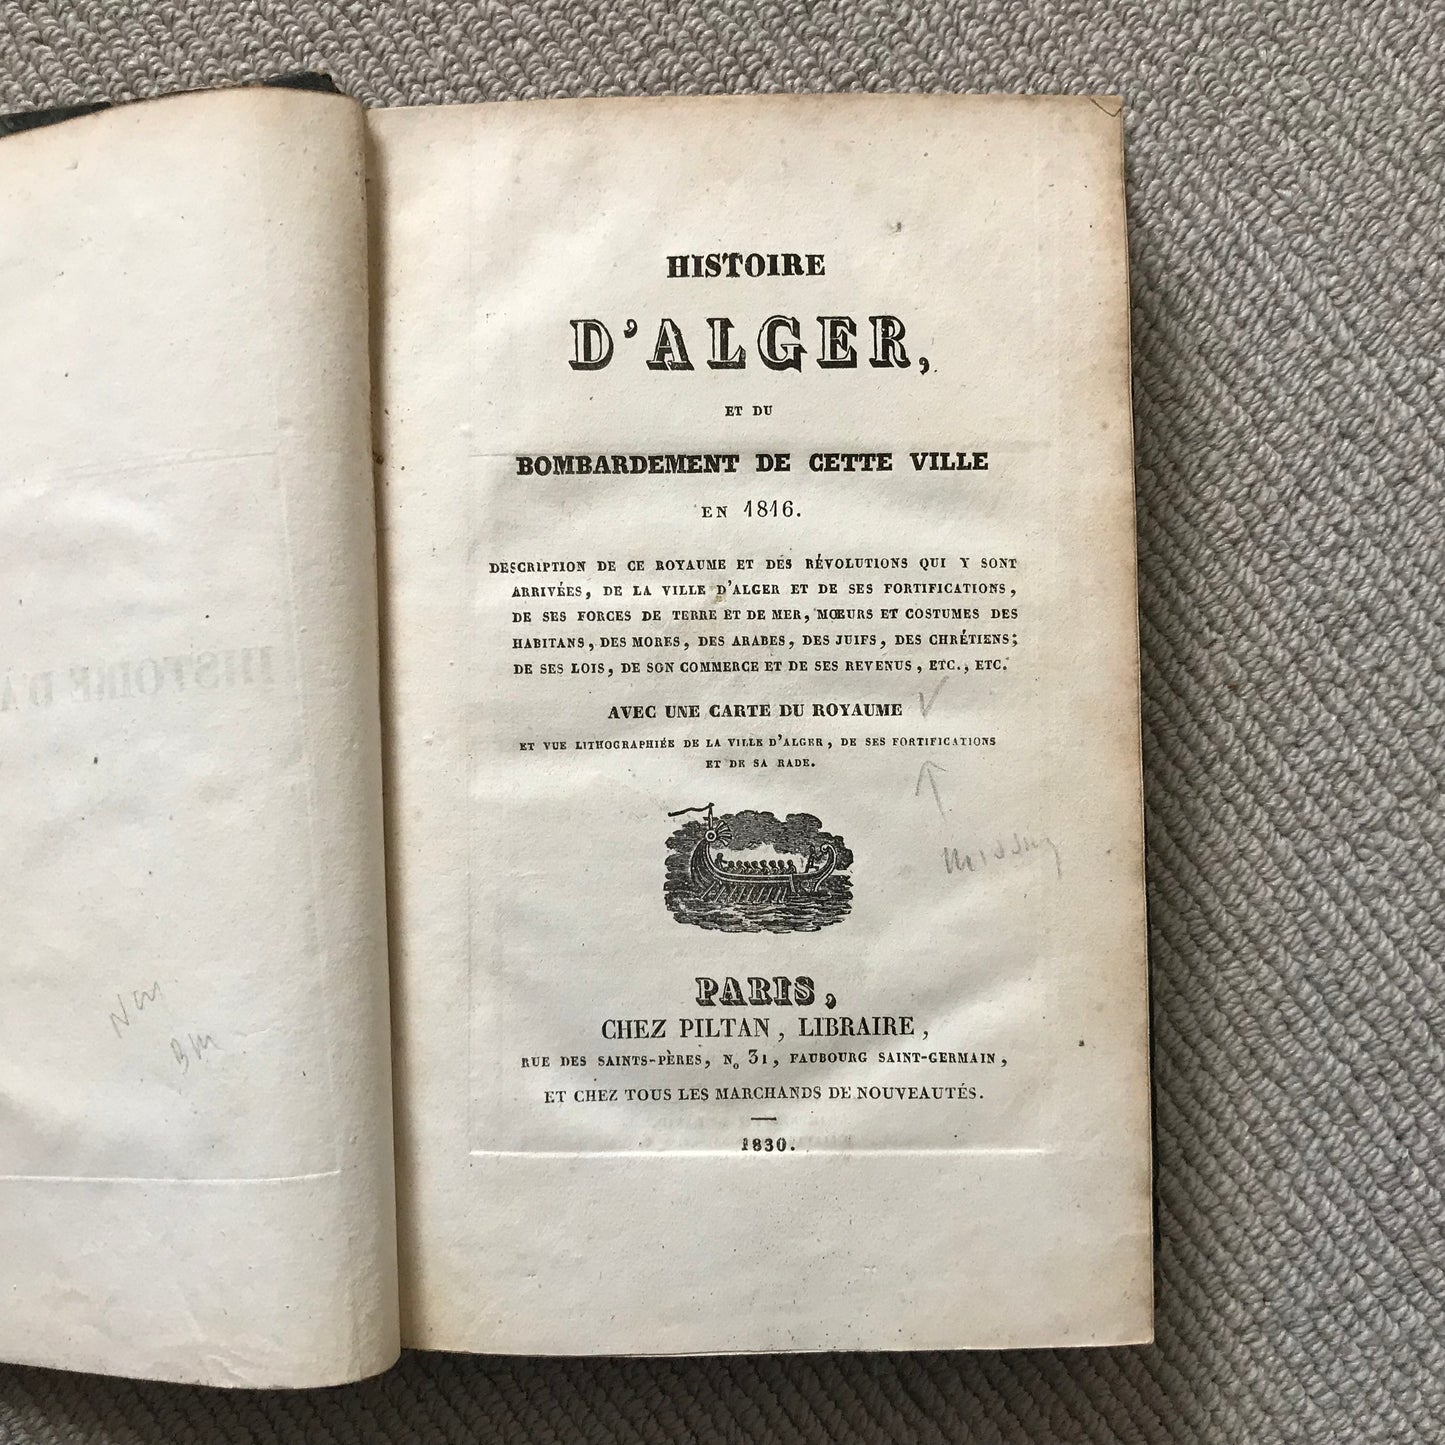 HISTOIRE
D'ALGER,
ET DU
BOMBARDEMENT DE CETTE VILLE
EN 1816.
DESCRIPTION DE CE ROYAUME ET DES RÉVOLUTIONS QUI Y SONT
ARRIVÉES, DE LA VILLE D'ALGER ET DE SES FORTIFICATIONS,
DE SES FORCES DE TERRE ET DE MER, MŒURS ET COSTUMES DES
HABITANS, DES MORES, DES ARABES, DES JUIFS, DES CHRÉTIENS;
DE SES LOIS, DE SON COMMERCE ET DE SES REVENUS, ETC., ETC.
AVEC UNE CARTE DU ROYAUME
ET VUE LITHOGRAPHIÉE DE LA VILLE D'ALGER, DE SES FORTIFICATIONS
ET DE SA RADE.
missing
PARIS,
CHEZ PILTAN, LIBRAIRE,
RUE DES SAINTS-PÈRES, No 31, FAUBOURG SAINT-GERMAIN,
ET CHEZ TOUS LES MARCHANDS DE NOUVEAUTÉS.
1830.